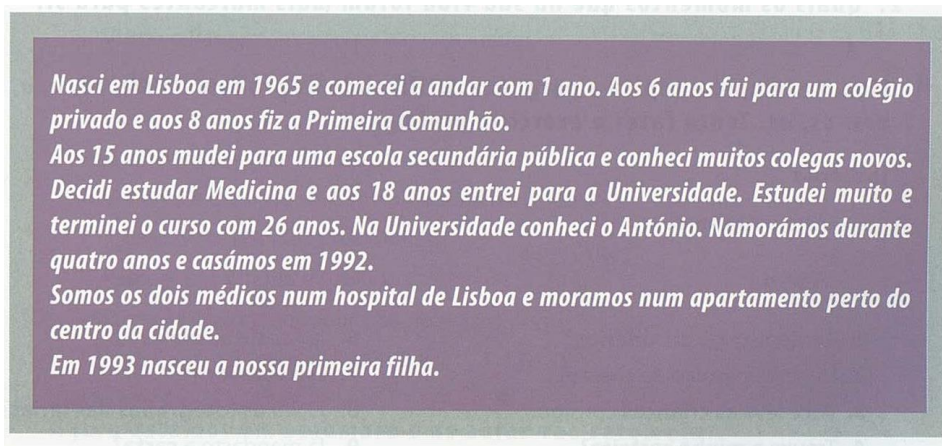 Nasci em Lisboa em 1965 e comecei a andar com 1 ano. Aos 6 anos fui para um colégio
privado e aos 8 anos fiz a Primeira Comunhão.
Aos 15 anos mudei para uma escola secundária pública e conheci muitos colegas novos.
Decidi estudar Medicina e aos 18 anos entrei para a Universidade. Estudei muito e
terminei o curso com 26 anos. Na Universidade conheci o António. Namorámos durante
quatro anos e casámos em 1992.
Somos os dois médicos num hospital de Lisboa e moramos num apartamento perto do
centro da cidade.
Em 1993 nasceu a nossa primeira filha.